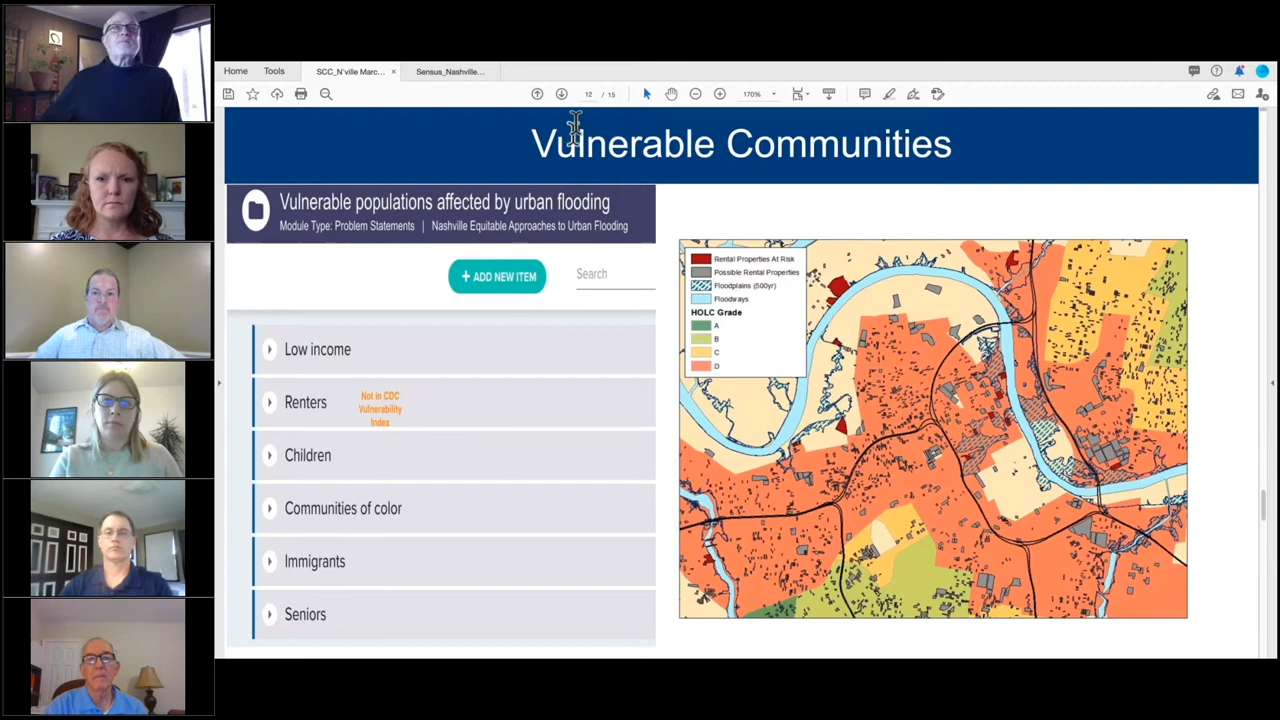 Home Tools SCC_N'ville Marc... × Sensus_Nashville...
12 / 15 170%
Vulnerable Communities
Vulnerable populations affected by urban flooding
Module Type: Problem Statements | Nashville Equitable Approaches to Urban Flooding
+ ADD NEW ITEM Search
Low income
Renters
Not in CDC
Vulnerability
Index
Children
Communities of color
Immigrants
Seniors
Rental Properties At Risk
Possible Rental Properties
Floodplains (500yr)
Floodways
HOLC Grade
A
B
C
D